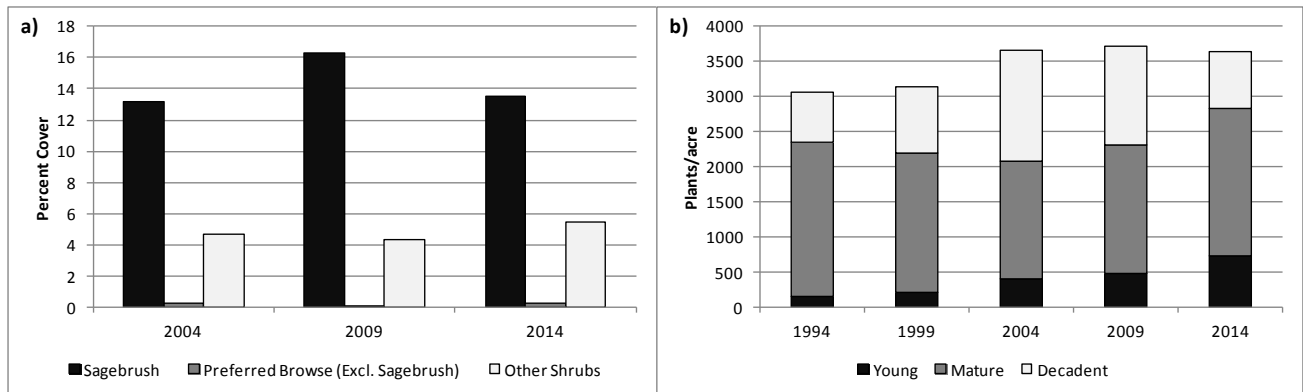 a)
Percent Cover
18
16
14
12
10
8
6
4
2
0
2004 2009 2014
Sagebrush Preferred Browse (Excl. Sagebrush) Other Shrubs
b)
Plants/acre
4000
3500
3000
2500
2000
1500
1000
500
0
1994 1999 2004 2009 2014
Young Mature Decadent